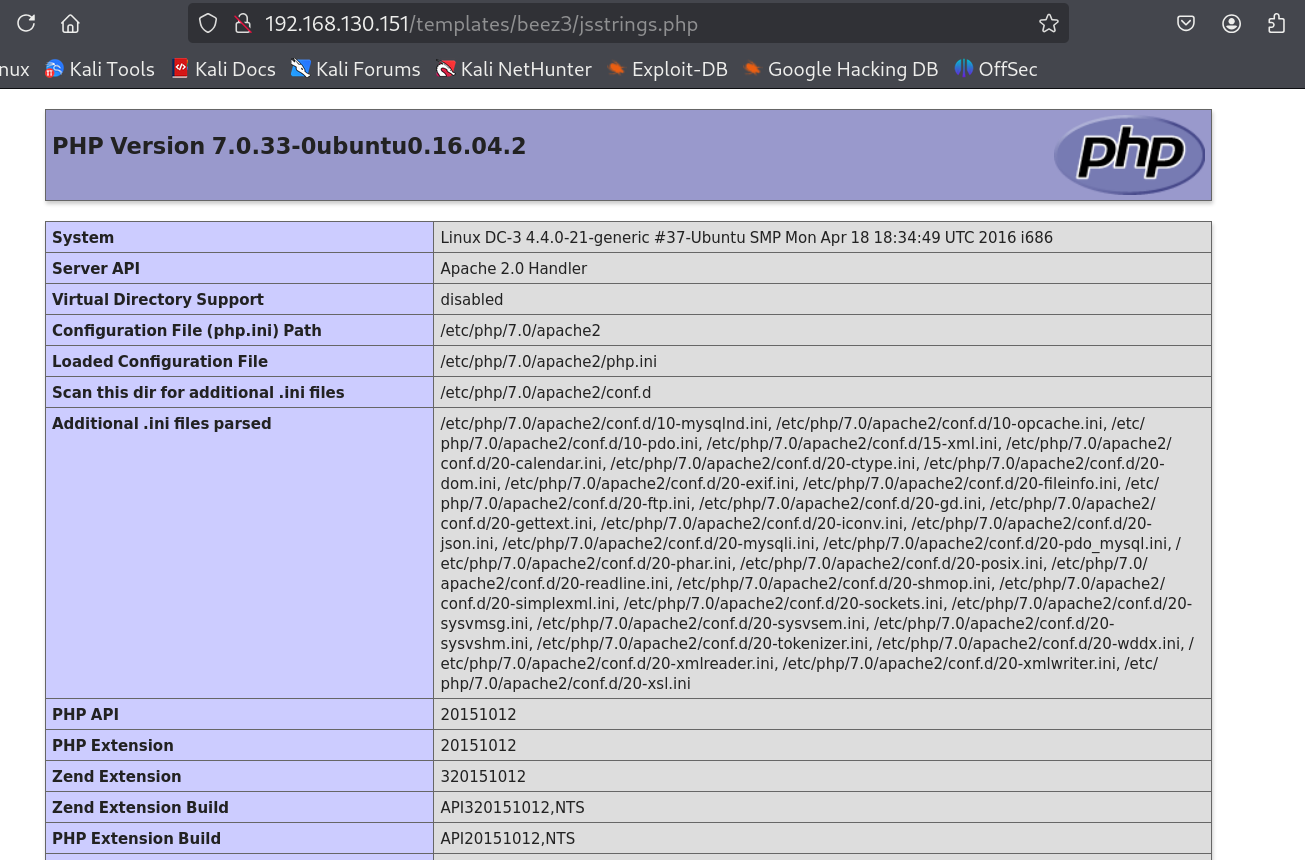 192.168.130.151/templates/beez3/jsstrings.php
nux Kali Tools Kali Docs Kali Forums Kali NetHunter Exploit-DB Google Hacking DB OffSec
PHP Version 7.0.33-0ubuntu0.16.04.2 php
System Linux DC-3 4.4.0-21-generic #37-Ubuntu SMP Mon Apr 18 18:34:49 UTC 2016 i686
Server API Apache 2.0 Handler
Virtual Directory Support disabled
Configuration File (php.ini) Path /etc/php/7.0/apache2
Loaded Configuration File /etc/php/7.0/apache2/php.ini
Scan this dir for additional .ini files /etc/php/7.0/apache2/conf.d
Additional .ini files parsed /etc/php/7.0/apache2/conf.d/10-mysqlnd.ini, /etc/php/7.0/apache2/conf.d/10-opcache.ini, /etc/
php/7.0/apache2/conf.d/10-pdo.ini, /etc/php/7.0/apache2/conf.d/15-xml.ini, /etc/php/7.0/apache2/
conf.d/20-calendar.ini, /etc/php/7.0/apache2/conf.d/20-ctype.ini, /etc/php/7.0/apache2/conf.d/20-
dom.ini, /etc/php/7.0/apache2/conf.d/20-exif.ini, /etc/php/7.0/apache2/conf.d/20-fileinfo.ini, /etc/
php/7.0/apache2/conf.d/20-ftp.ini, /etc/php/7.0/apache2/conf.d/20-gd.ini, /etc/php/7.0/apache2/
conf.d/20-gettext.ini, /etc/php/7.0/apache2/conf.d/20-iconv.ini, /etc/php/7.0/apache2/conf.d/20-
json.ini, /etc/php/7.0/apache2/conf.d/20-mysqli.ini, /etc/php/7.0/apache2/conf.d/20-pdo_mysql.ini, /
etc/php/7.0/apache2/conf.d/20-phar.ini, /etc/php/7.0/apache2/conf.d/20-posix.ini, /etc/php/7.0/
apache2/conf.d/20-readline.ini, /etc/php/7.0/apache2/conf.d/20-shmop.ini, /etc/php/7.0/apache2/
conf.d/20-simplexml.ini, /etc/php/7.0/apache2/conf.d/20-sockets.ini, /etc/php/7.0/apache2/conf.d/20-
sysvmsg.ini, /etc/php/7.0/apache2/conf.d/20-sysvsem.ini, /etc/php/7.0/apache2/conf.d/20-
sysvshm.ini, /etc/php/7.0/apache2/conf.d/20-tokenizer.ini, /etc/php/7.0/apache2/conf.d/20-wddx.ini, /
etc/php/7.0/apache2/conf.d/20-xmlreader.ini, /etc/php/7.0/apache2/conf.d/20-xmlwriter.ini, /etc/
php/7.0/apache2/conf.d/20-xsl.ini
PHP API 20151012
PHP Extension 20151012
Zend Extension 320151012
Zend Extension Build API320151012,NTS
PHP Extension Build API20151012,NTS